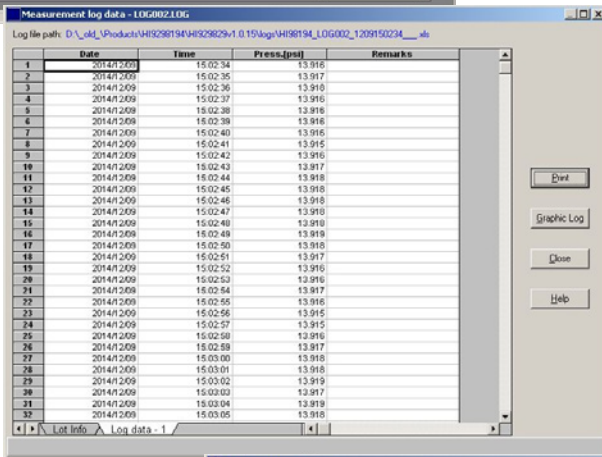 Measurement log data - LOG002.LOG
Log file path: D:\_old_\Products\HI9298194\HI929829v1.0.15\logs\HI98194_LOG002_1209150234___.xls
Date Time Press.[psi] Remarks
1 2014/12/09 15:02:34 13.916
2 2014/12/09 15:02:35 13.917
3 2014/12/09 15:02:36 13.918
4 2014/12/09 15:02:37 13.916
5 2014/12/09 15:02:38 13.916
6 2014/12/09 15:02:39 13.916
7 2014/12/09 15:02:40 13.916
8 2014/12/09 15:02:41 13.915
9 2014/12/09 15:02:42 13.916
10 2014/12/09 15:02:43 13.917
11 2014/12/09 15:02:44 13.918
12 2014/12/09 15:02:45 13.918
13 2014/12/09 15:02:46 13.918
14 2014/12/09 15:02:47 13.918
15 2014/12/09 15:02:48 13.918
16 2014/12/09 15:02:49 13.919
17 2014/12/09 15:02:50 13.918
18 2014/12/09 15:02:51 13.917
19 2014/12/09 15:02:52 13.916
20 2014/12/09 15:02:53 13.916
21 2014/12/09 15:02:54 13.917
22 2014/12/09 15:02:55 13.916
23 2014/12/09 15:02:56 13.915
24 2014/12/09 15:02:57 13.915
25 2014/12/09 15:02:58 13.916
26 2014/12/09 15:02:59 13.917
27 2014/12/09 15:03:00 13.918
28 2014/12/09 15:03:01 13.918
29 2014/12/09 15:03:02 13.919
30 2014/12/09 15:03:03 13.917
31 2014/12/09 15:03:04 13.919
32 2014/12/09 15:03:05 13.918
Lot Info Log data - 1
Print
Graphic Log
Close
Help